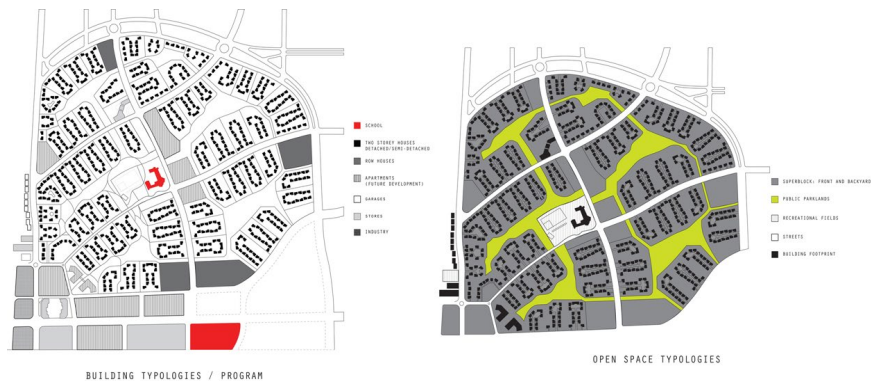 SCHOOL
TWO STOREY HOUSES
DETACHED/SEMI-DETACHED
ROW HOUSES
APARTMENTS
(FUTURE DEVELOPMENT)
GARAGES
STORES
INDUSTRY
BUILDING TYPOLOGIES / PROGRAM
SUPERBLOCK: FRONT AND BACKYARD
PUBLIC PARKLANDS
RECREATIONAL FIELDS
STREETS
BUILDING FOOTPRINT
OPEN SPACE TYPOLOGIES